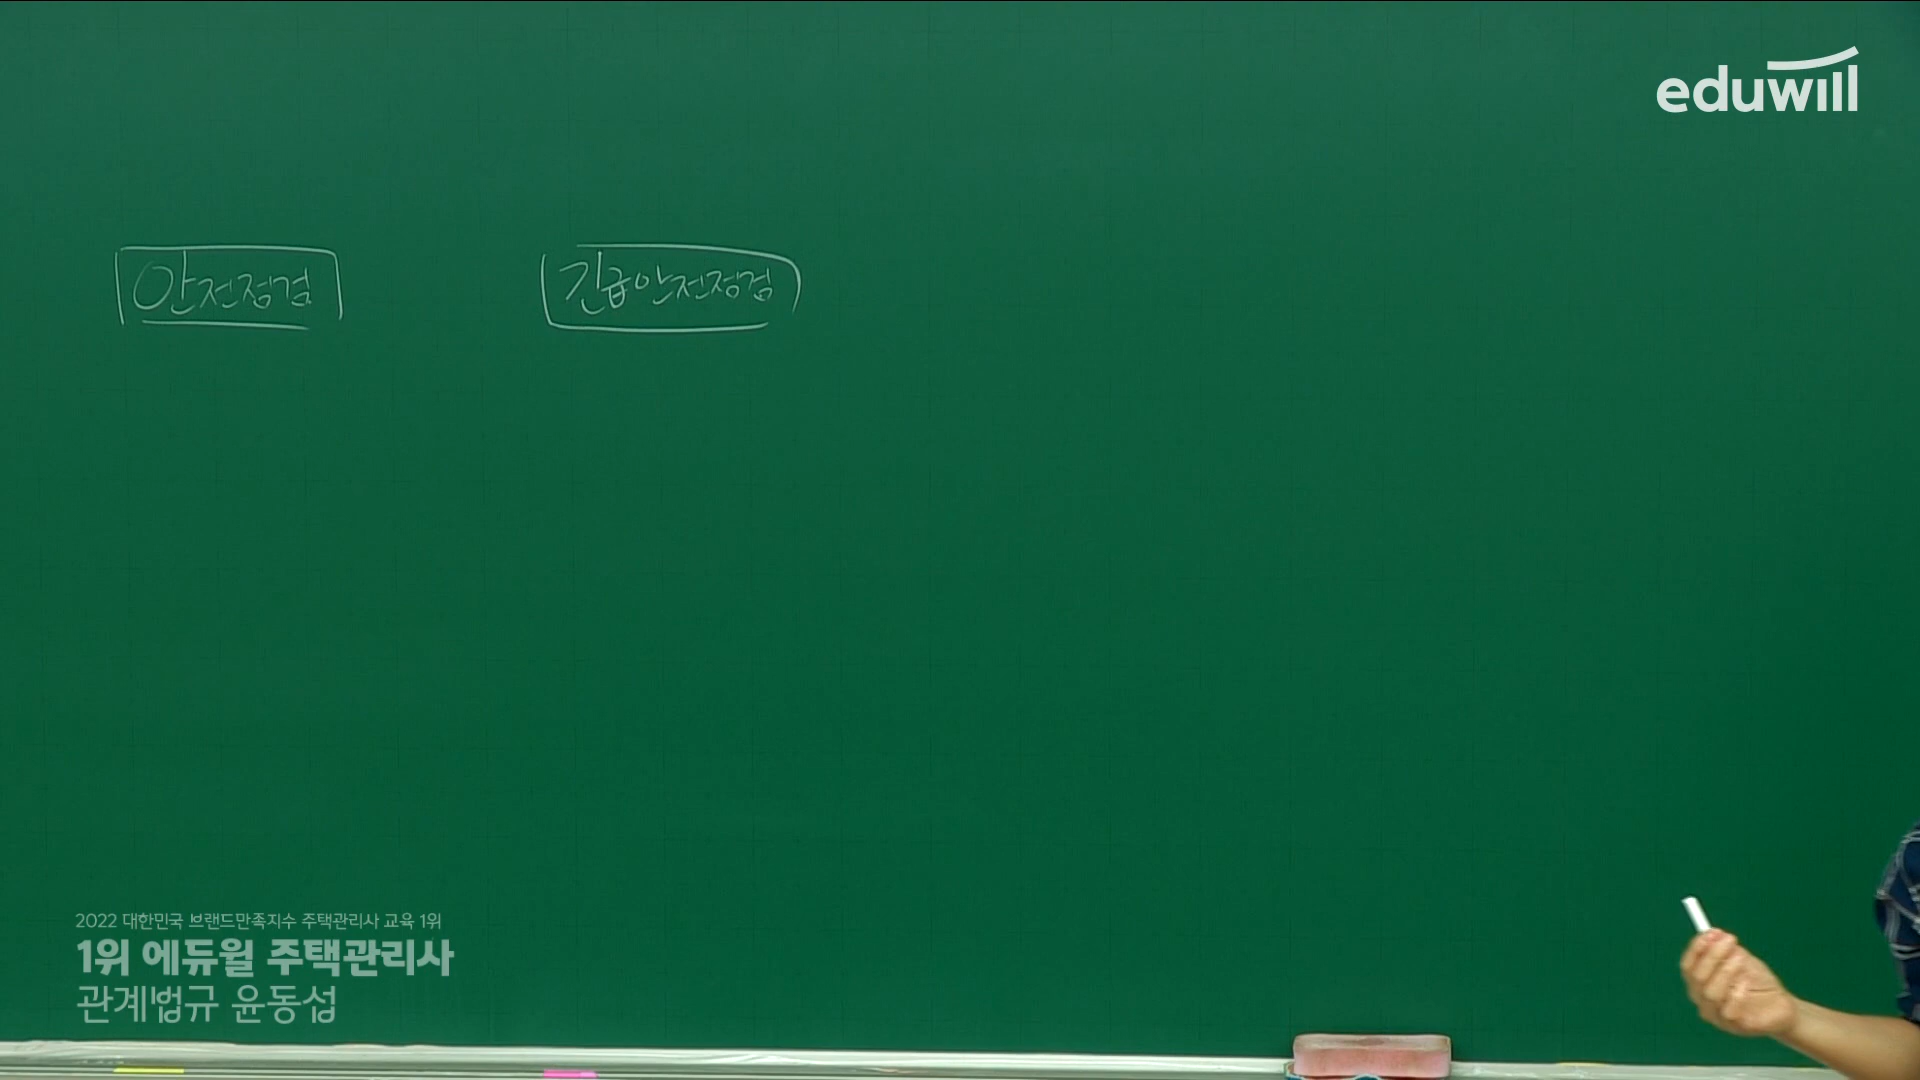 eduwill
안전점검
긴급안전점검
2022 대한민국 브랜드만족지수 주택관리사 교육 1위
1위 에듀윌 주택관리사
관계법규 윤동섭